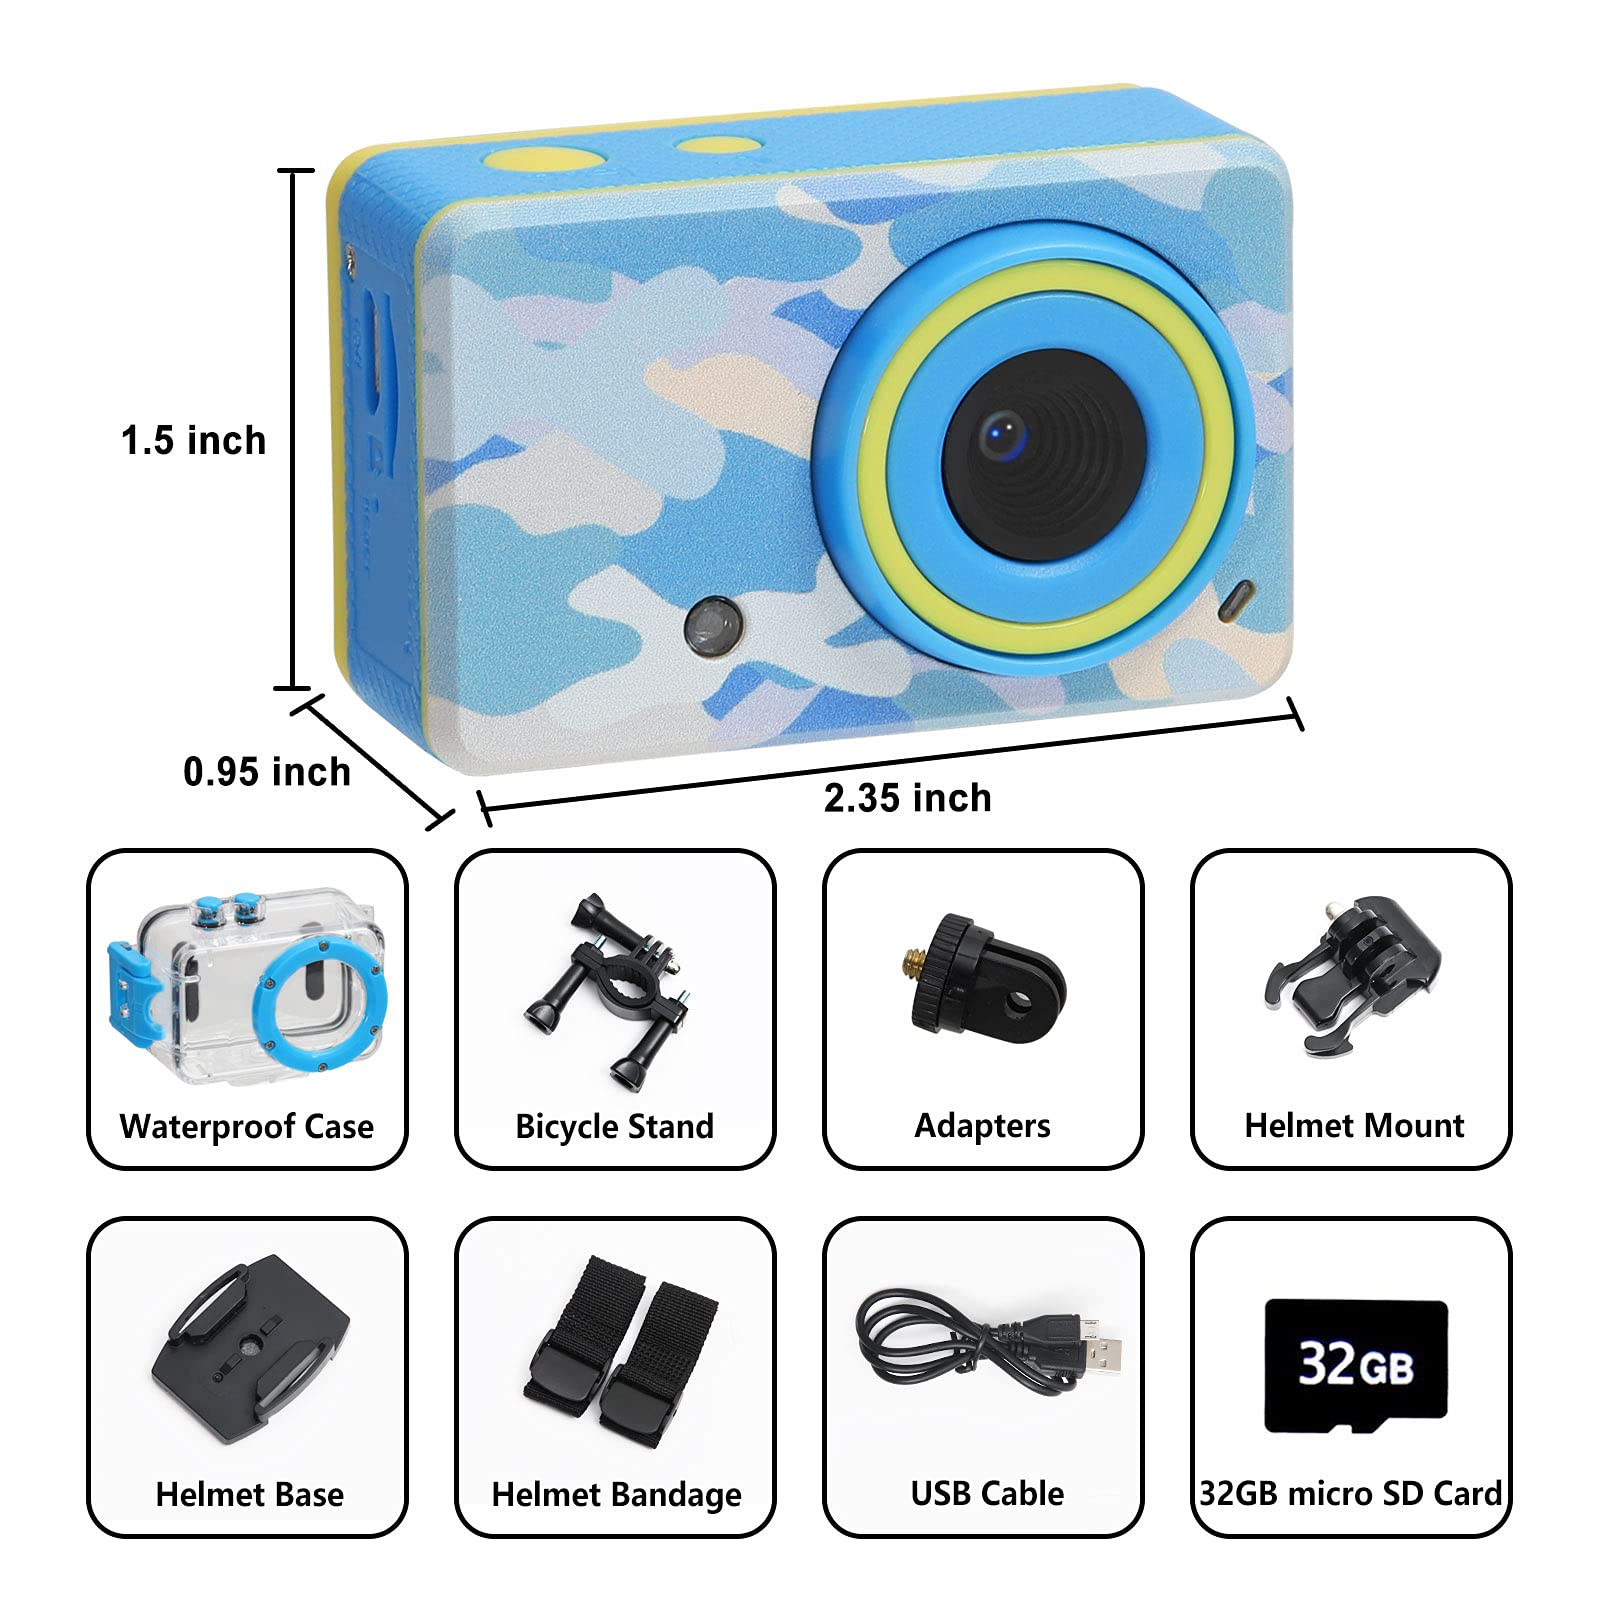 1.5 inch
0.95 inch
2.35 inch
Waterproof Case
Bicycle Stand
Adapters
Helmet Mount
32GB
Helmet Base
Helmet Bandage
USB Cable
32GB micro SD Card